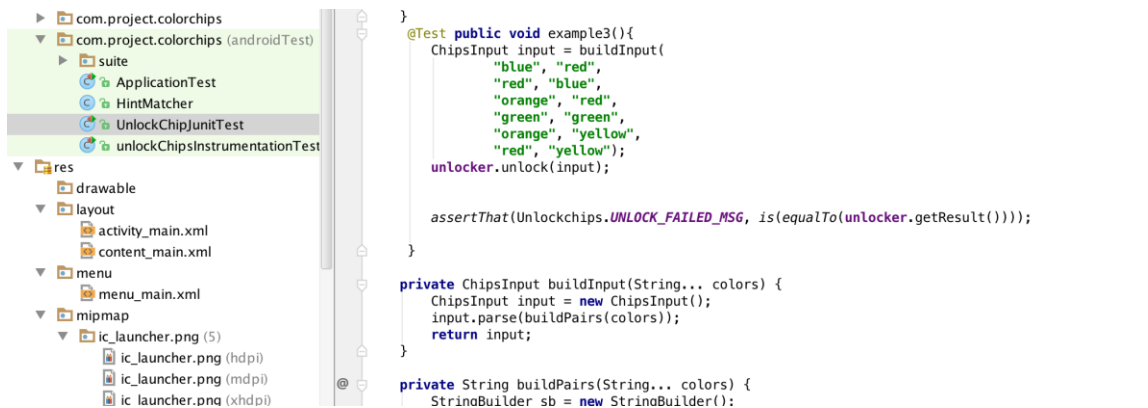 com.project.colorchips
com.project.colorchips (androidTest)
suite
ApplicationTest
HintMatcher
UnlockChipJunitTest
unlockChipsInstrumentationTest
res
drawable
layout
activity_main.xml
content_main.xml
menu
menu_main.xml
mipmap
ic_launcher.png (5)
ic_launcher.png (hdpi)
ic_launcher.png (mdpi)
ic_launcher.png (xhdpi)
}
@Test public void example3(){
ChipsInput input = buildInput(
"blue", "red",
"red", "blue",
"orange", "red",
"green", "green",
"orange", "yellow",
"red", "yellow");
unlocker.unlock(input);
assertThat(Unlockchips.UNLOCK_FAILED_MSG, is(equalTo(unlocker.getResult())));
}
private ChipsInput buildInput(String... colors) {
ChipsInput input = new ChipsInput();
input.parse(buildPairs(colors));
return input;
}
@ private String buildPairs(String... colors) {
StringBuilder sb = new StringBuilder();